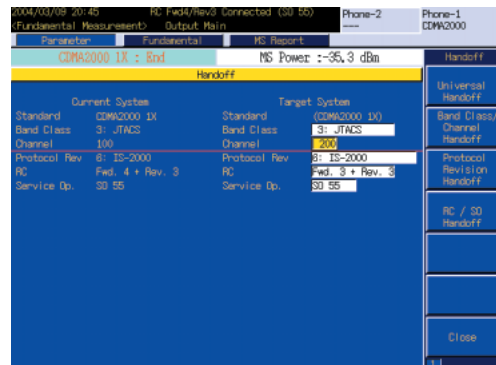 2004/03/09 20:45 RC Fwd4/Rev3 Connected (SO 55) Phone-2 Phone-1
<Fundamental Measurement> Output Main ---- CDMA2000
Parameter Fundamental MS Report
CDMA2000 1X : End MS Power :-35.3 dBm Handoff
Handoff
Universal Handoff
Current System Target System
Standard CDMA2000 1X Standard (CDMA2000 1X)
Band Class 3: JTACS Band Class 3: JTACS
Channel 100 Channel 200
Protocol Rev 6: IS-2000 Protocol Rev 6: IS-2000
RC Fwd. 4 + Rev. 3 RC Fwd. 3 + Rev. 3
Service Op. SO 55 Service Op. SO 55
Band Class/
Channel
Handoff
Protocol
Revision
Handoff
RC / SO
Handoff
Close
1